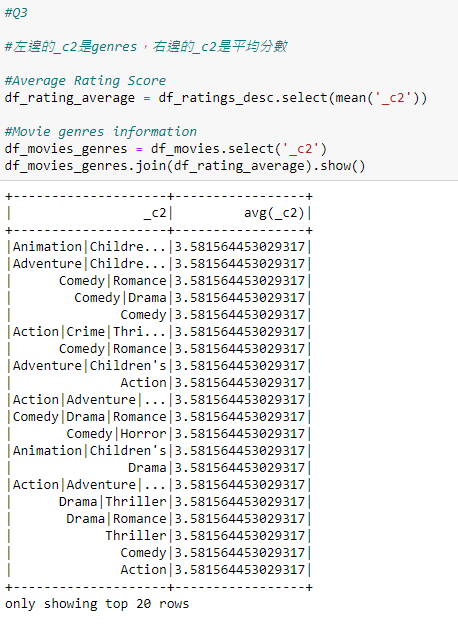 #Q3
#左邊的_c2是genres，右邊的_c2是平均分數
#Average Rating Score
df_rating_average = df_ratings_desc.select(mean('_c2'))
#Movie genres information
df_movies_genres = df_movies.select('_c2')
df_movies_genres.join(df_rating_average).show()
+--------------------+-----------------+
|                 _c2|         avg(_c2)|
+--------------------+-----------------+
|Animation|Childre...|3.581564453029317|
|Adventure|Childre...|3.581564453029317|
|      Comedy|Romance|3.581564453029317|
|        Comedy|Drama|3.581564453029317|
|              Comedy|3.581564453029317|
|Action|Crime|Thri...|3.581564453029317|
|      Comedy|Romance|3.581564453029317|
|Adventure|Children's|3.581564453029317|
|              Action|3.581564453029317|
|Action|Adventure|...|3.581564453029317|
|Comedy|Drama|Romance|3.581564453029317|
|       Comedy|Horror|3.581564453029317|
|Animation|Children's|3.581564453029317|
|               Drama|3.581564453029317|
|Action|Adventure|...|3.581564453029317|
|      Drama|Thriller|3.581564453029317|
|       Drama|Romance|3.581564453029317|
|            Thriller|3.581564453029317|
|              Comedy|3.581564453029317|
|              Action|3.581564453029317|
+--------------------+-----------------+
only showing top 20 rows